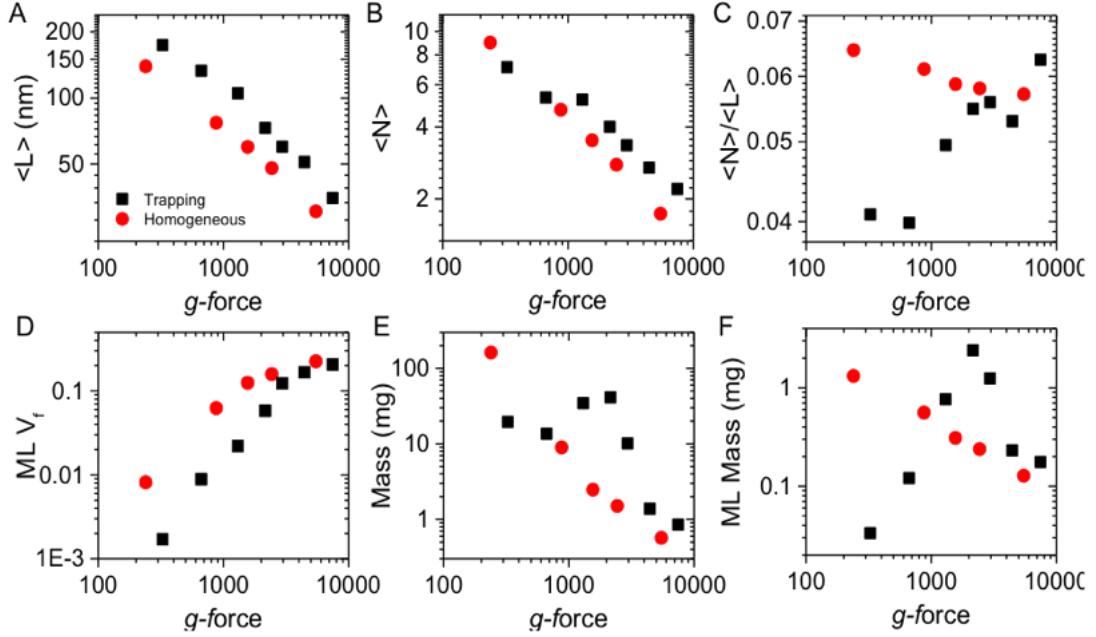 A
<L> (nm)
200
150
100
50
Trapping
Homogeneous
100
1000
10000
g-force
B
<N>
10
8
6
4
2
100
1000
10000
g-force
C
<N>/<L>
0.07
0.06
0.05
0.04
100
1000
1000
g-force
D
ML Vf
0.1
0.01
1E-3
100
1000
10000
g-force
E
Mass (mg)
100
10
1
100
1000
10000
g-force
F
ML Mass (mg)
1
0.1
100
1000
1000
g-force